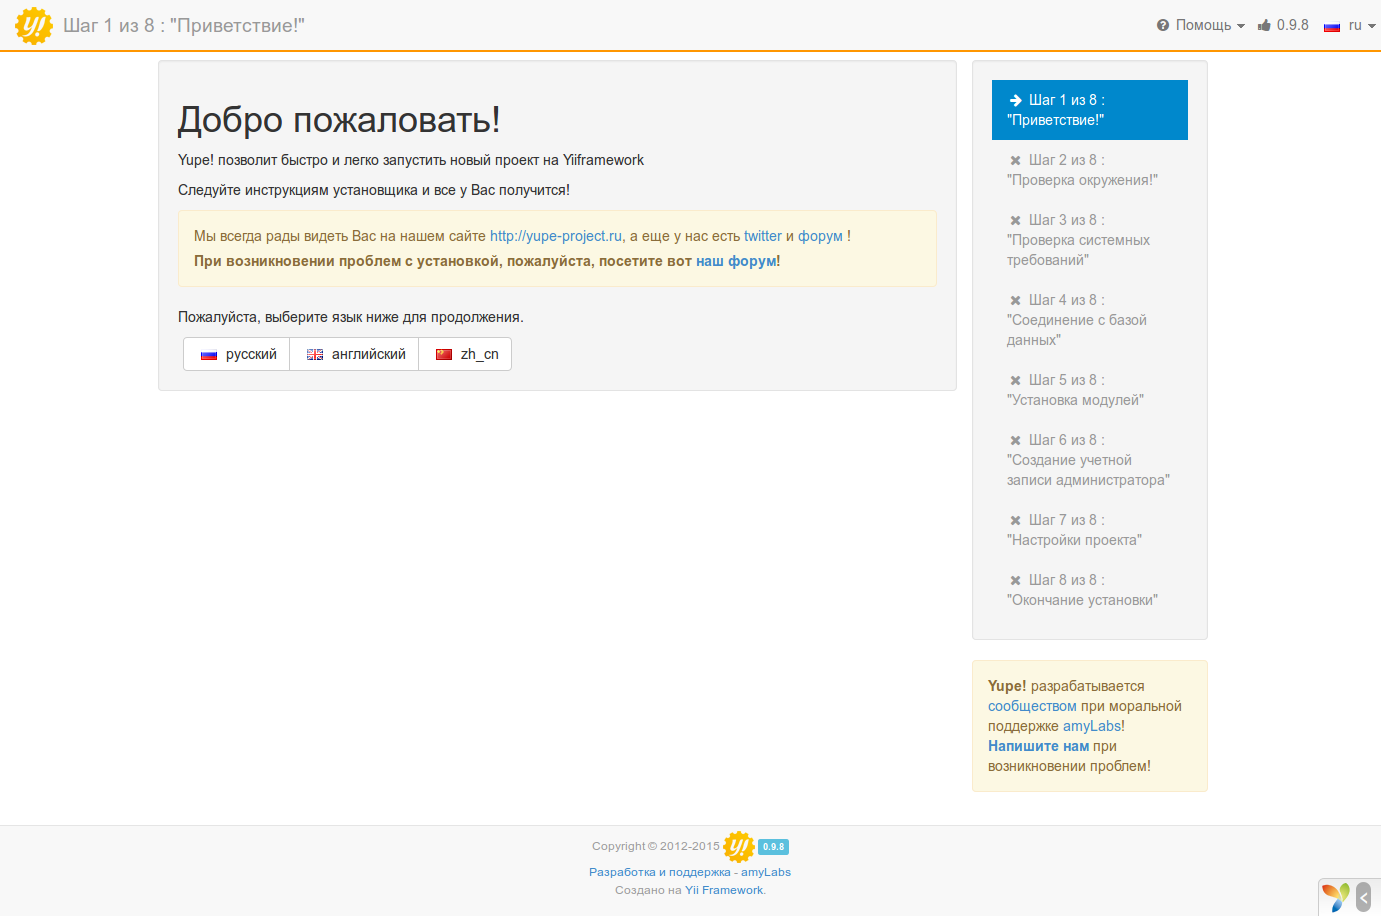 y!
Шаг 1 из 8 : "Приветствие!"
Помощь
0.9.8
ru
Добро пожаловать!
Yupe! позволит быстро и легко запустить новый проект на Yiiframework
Следуйте инструкциям установщика и все у Вас получится!
Мы всегда рады видеть Вас на нашем сайте http://yupe-project.ru, а еще у нас есть twitter и форум !
При возникновении проблем с установкой, пожалуйста, посетите вот наш форум!
Пожалуйста, выберите язык ниже для продолжения.
русский
английский
zh_cn
Шаг 1 из 8 :
"Приветствие!"
Шаг 2 из 8 :
"Проверка окружения!"
Шаг 3 из 8 :
"Проверка системных
требований"
Шаг 4 из 8 :
"Соединение с базой
данных"
Шаг 5 из 8 :
"Установка модулей"
Шаг 6 из 8 :
"Создание учетной
записи администратора"
Шаг 7 из 8 :
"Настройки проекта"
Шаг 8 из 8 :
"Окончание установки"
Yupe! разрабатывается
сообществом при моральной
поддержке amyLabs!
Напишите нам при
возникновении проблем!
Copyright © 2012-2015 y! 0.9.8
Разработка и поддержка - amyLabs
Создано на Yii Framework.